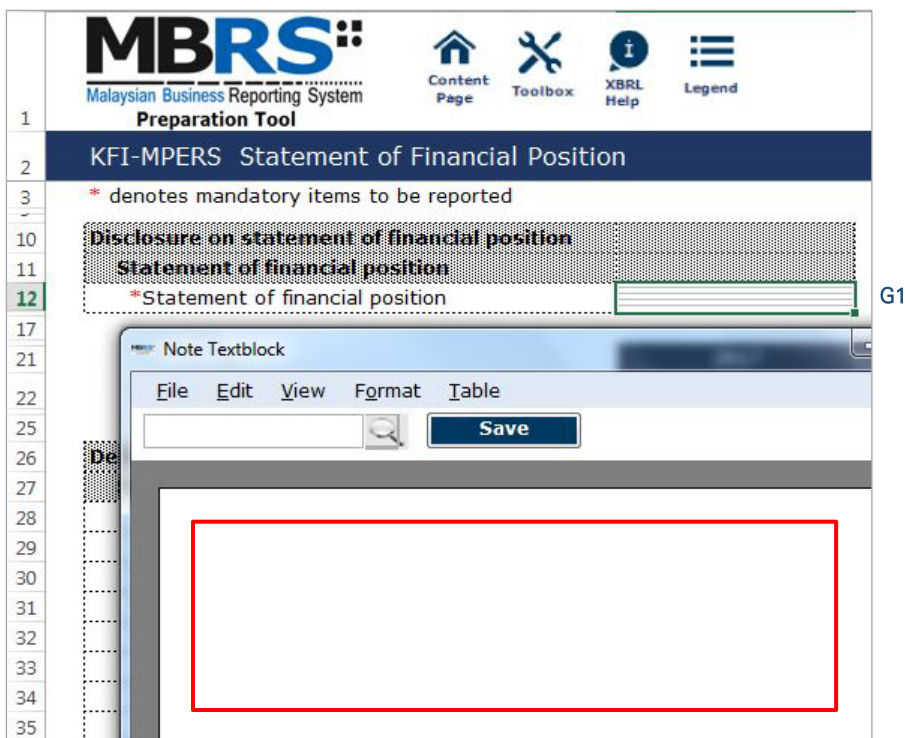 MBRS
Malaysian Business Reporting System
Preparation Tool
Content Page
Toolbox
XBRL Help
Legend
1
2 KFI-MPERS Statement of Financial Position
3 * denotes mandatory items to be reported
10 Disclosure on statement of financial position
11 Statement of financial position
12 *Statement of financial position G1
17
21 Note Textblock
22 File Edit View Format Table
25 Save
26 De
27
28
29
30
31
32
33
34
35